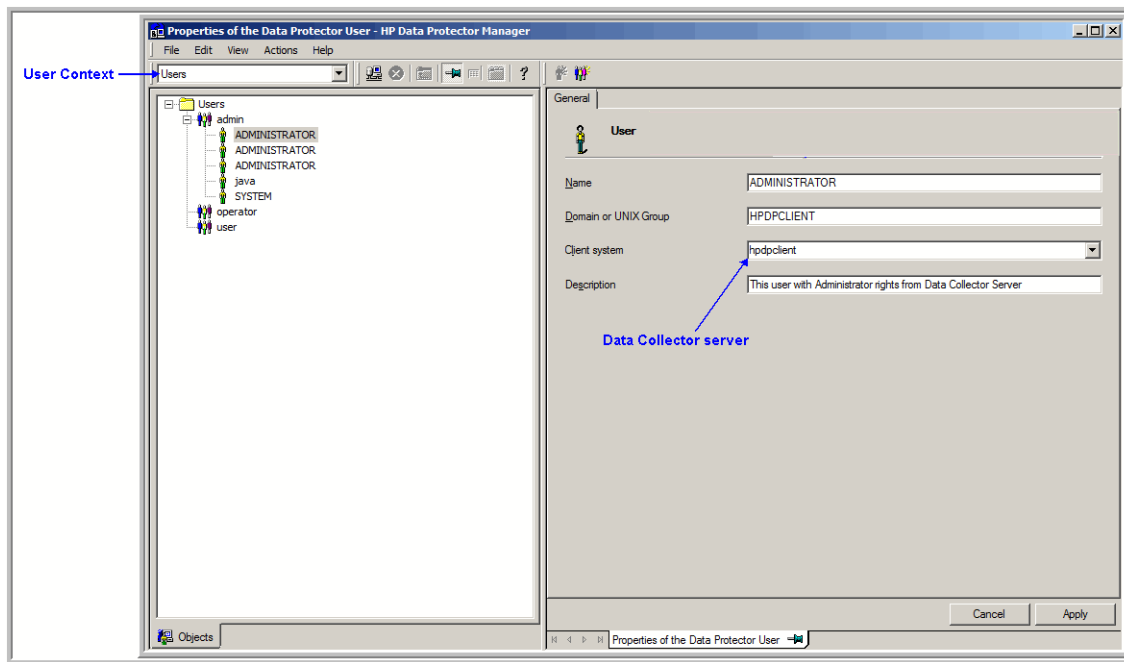 Properties of the Data Protector User - HP Data Protector Manager
File Edit View Actions Help
User Context
Users
?
Users
admin
ADMINISTRATOR
ADMINISTRATOR
ADMINISTRATOR
java
SYSTEM
operator
user
Objects
General
User
Name ADMINISTRATOR
Domain or UNIX Group HPDPCLIENT
Client system hpdpclient
Description This user with Administrator rights from Data Collector Server
Data Collector server
Cancel Apply
Properties of the Data Protector User